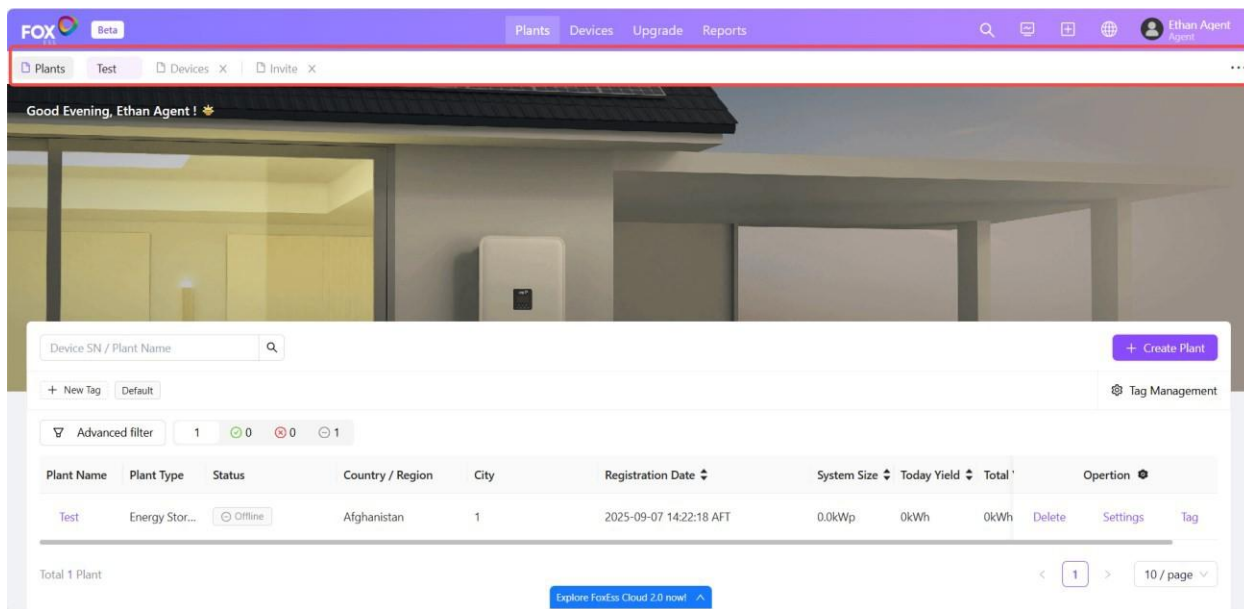 FOX ESS Beta Plants Devices Upgrade Reports Ethan Agent
Agent
Plants Test Devices X Invite X ...
Good Evening, Ethan Agent !
Device SN / Plant Name + Create Plant
+ New Tag Default Tag Management
Advanced filter 1 0 0 1
Plant Name Plant Type Status Country / Region City Registration Date System Size Today Yield Total Opertion
Test Energy Stor... Offline Afghanistan 1 2025-09-07 14:22:18 AFT 0.0kWp 0kWh 0kWh Delete Settings Tag
Total 1 Plant < 1 > 10 / page
Explore FoxEss Cloud 2.0 now!